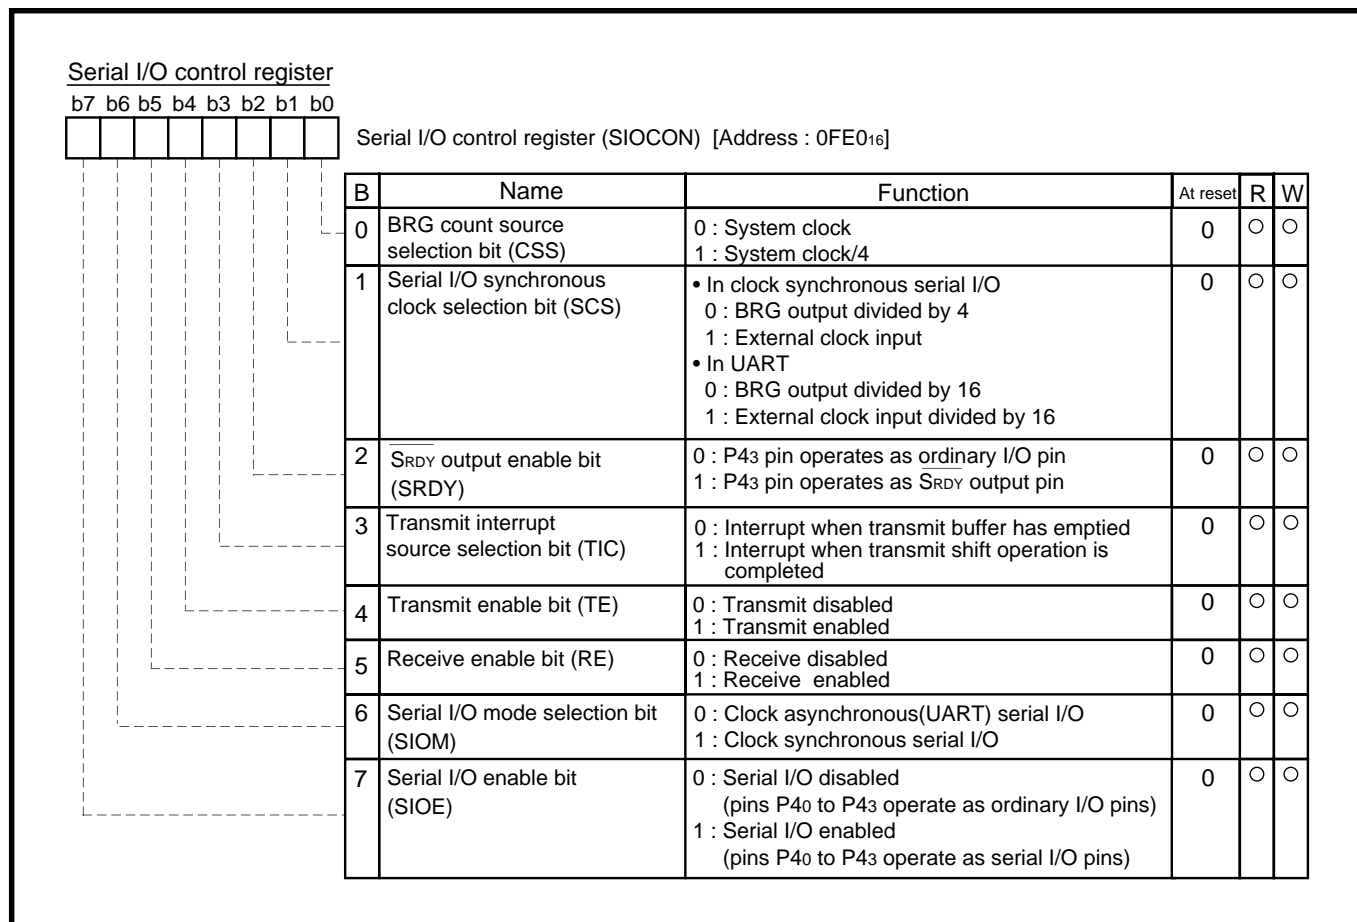 Serial I/O control register
b7 b6 b5 b4 b3 b2 b1 b0
Serial I/O control register (SIOCON) [Address : 0FE016]
B Name Function At reset R W
0 BRG count source selection bit (CSS) 0 : System clock 0 ○ ○
1 : System clock/4
1 Serial I/O synchronous clock selection bit (SCS) • In clock synchronous serial I/O 0 ○ ○
0 : BRG output divided by 4
1 : External clock input
• In UART
0 : BRG output divided by 16
1 : External clock input divided by 16
2 SRDY output enable bit (SRDY) 0 : P43 pin operates as ordinary I/O pin 0 ○ ○
1 : P43 pin operates as SRDY output pin
3 Transmit interrupt source selection bit (TIC) 0 : Interrupt when transmit buffer has emptied 0 ○ ○
1 : Interrupt when transmit shift operation is
completed
4 Transmit enable bit (TE) 0 : Transmit disabled 0 ○ ○
1 : Transmit enabled
5 Receive enable bit (RE) 0 : Receive disabled 0 ○ ○
1 : Receive enabled
6 Serial I/O mode selection bit (SIOM) 0 : Clock asynchronous(UART) serial I/O 0 ○ ○
1 : Clock synchronous serial I/O
7 Serial I/O enable bit (SIOE) 0 : Serial I/O disabled 0 ○ ○
(pins P40 to P43 operate as ordinary I/O pins)
1 : Serial I/O enabled
(pins P40 to P43 operate as serial I/O pins)